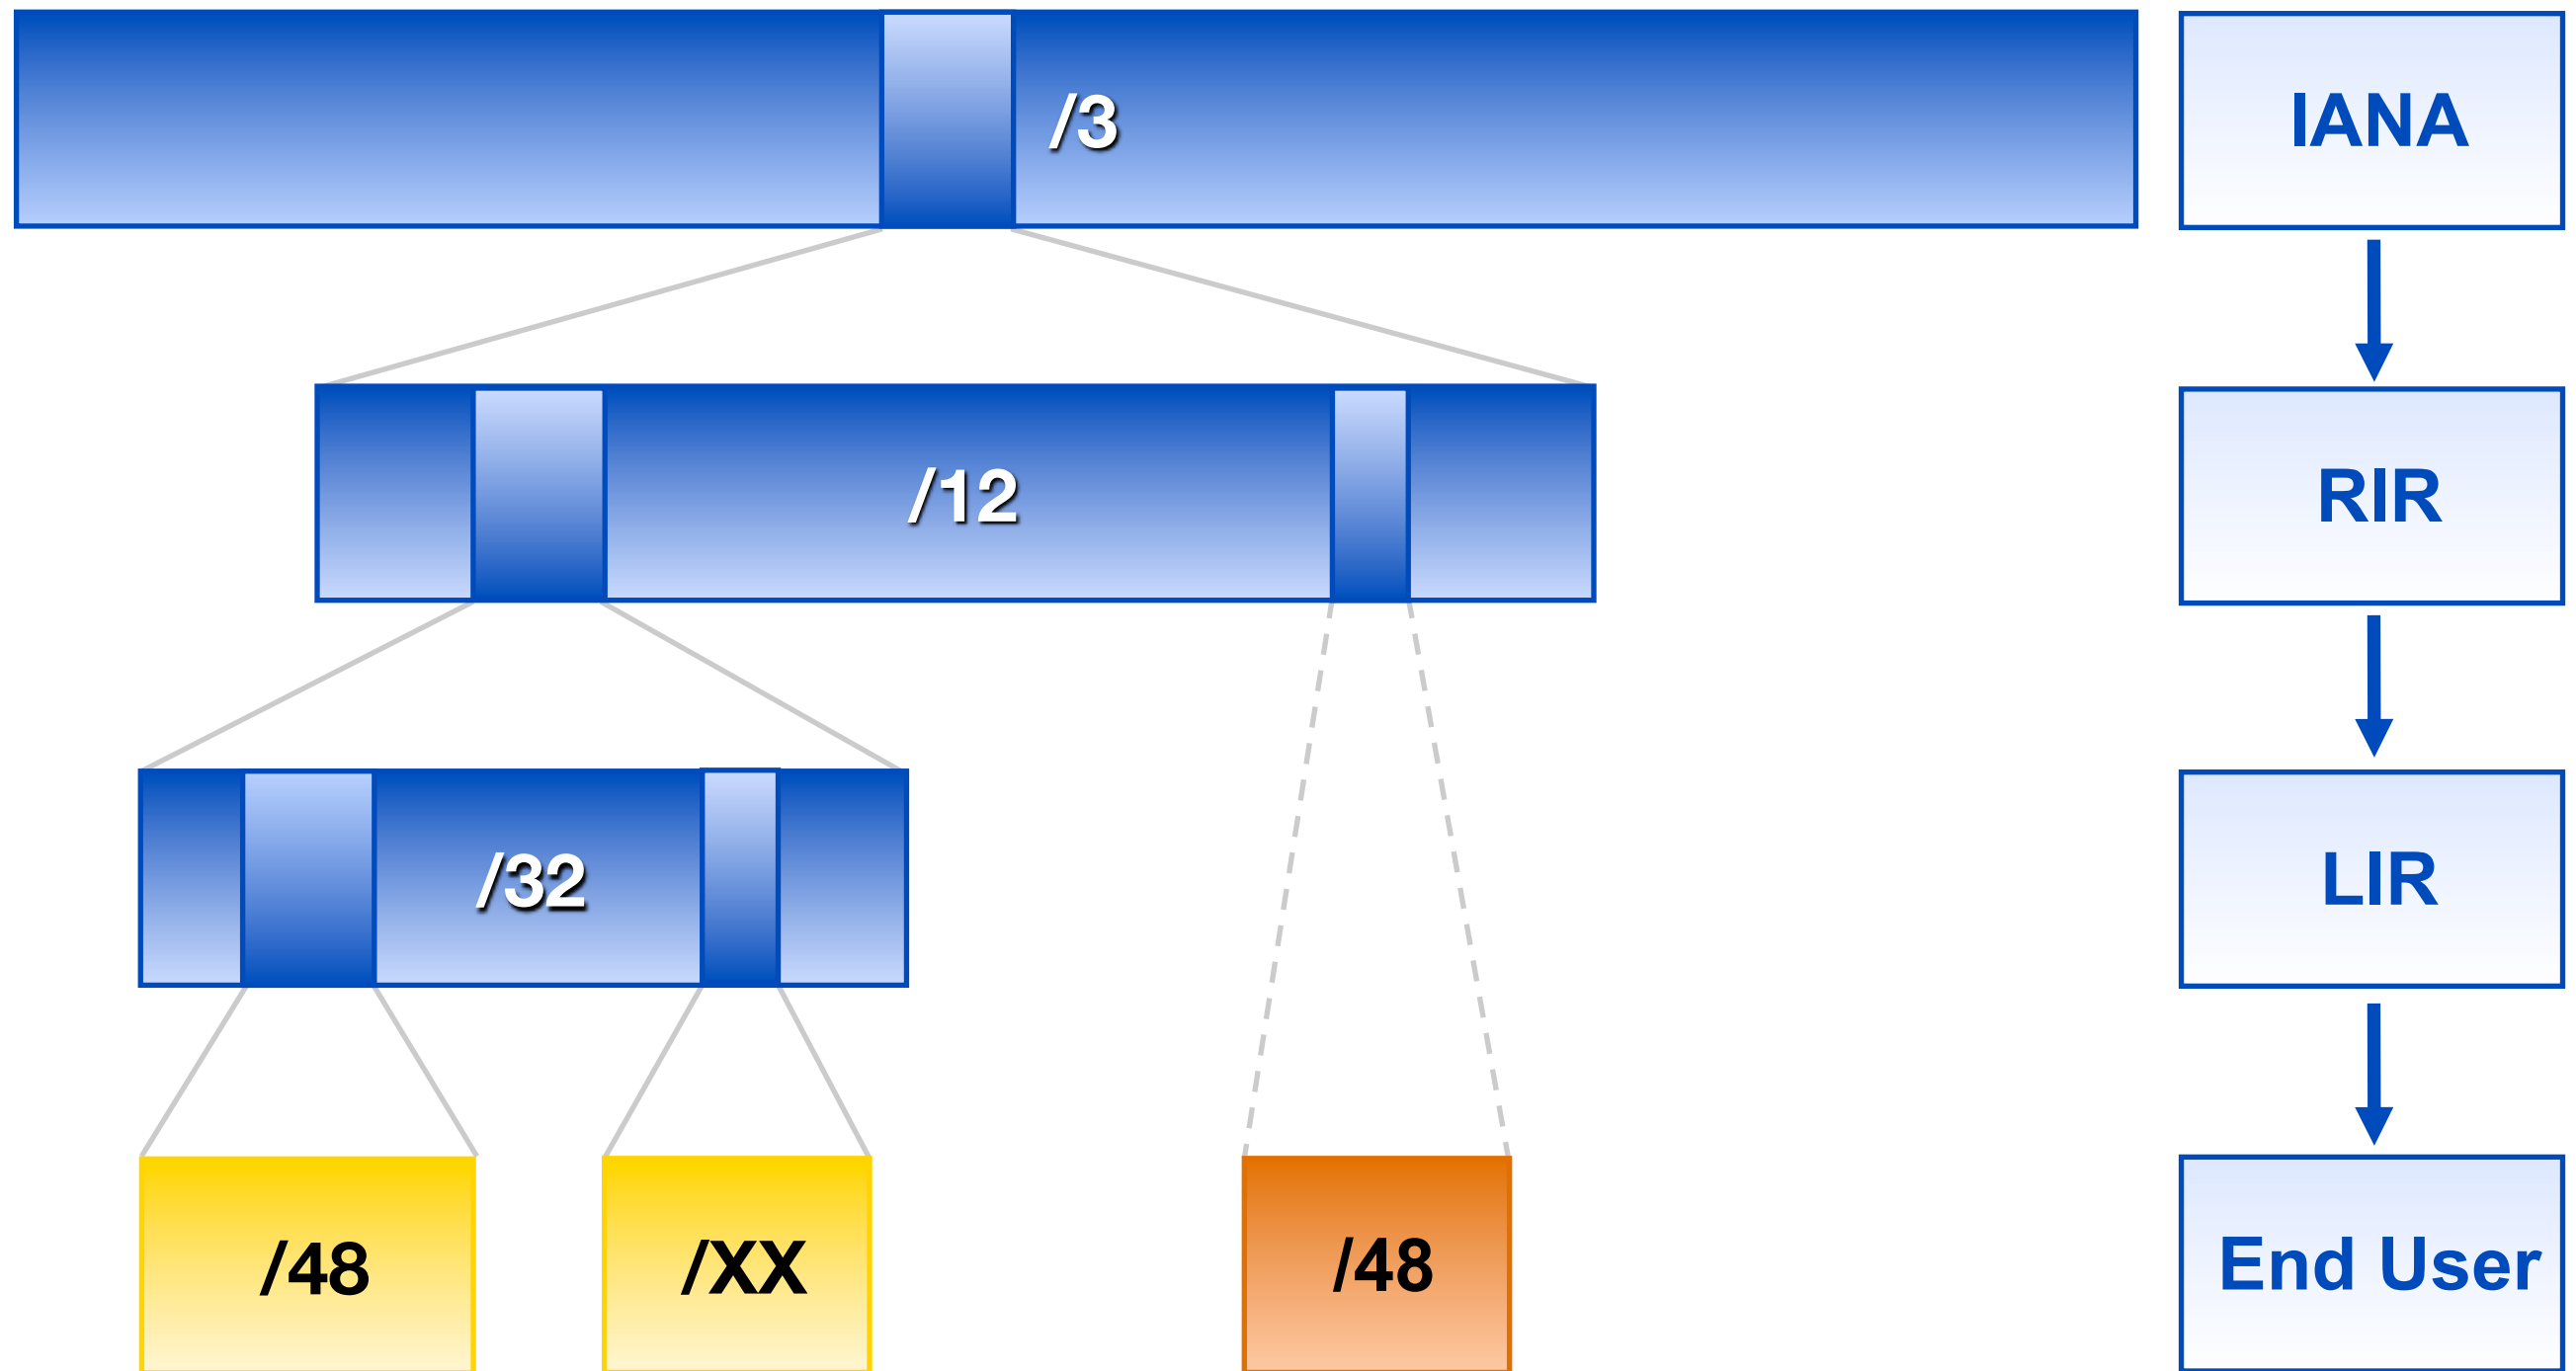 /3
IANA
/12
RIR
/32
LIR
/48
/XX
/48
End User